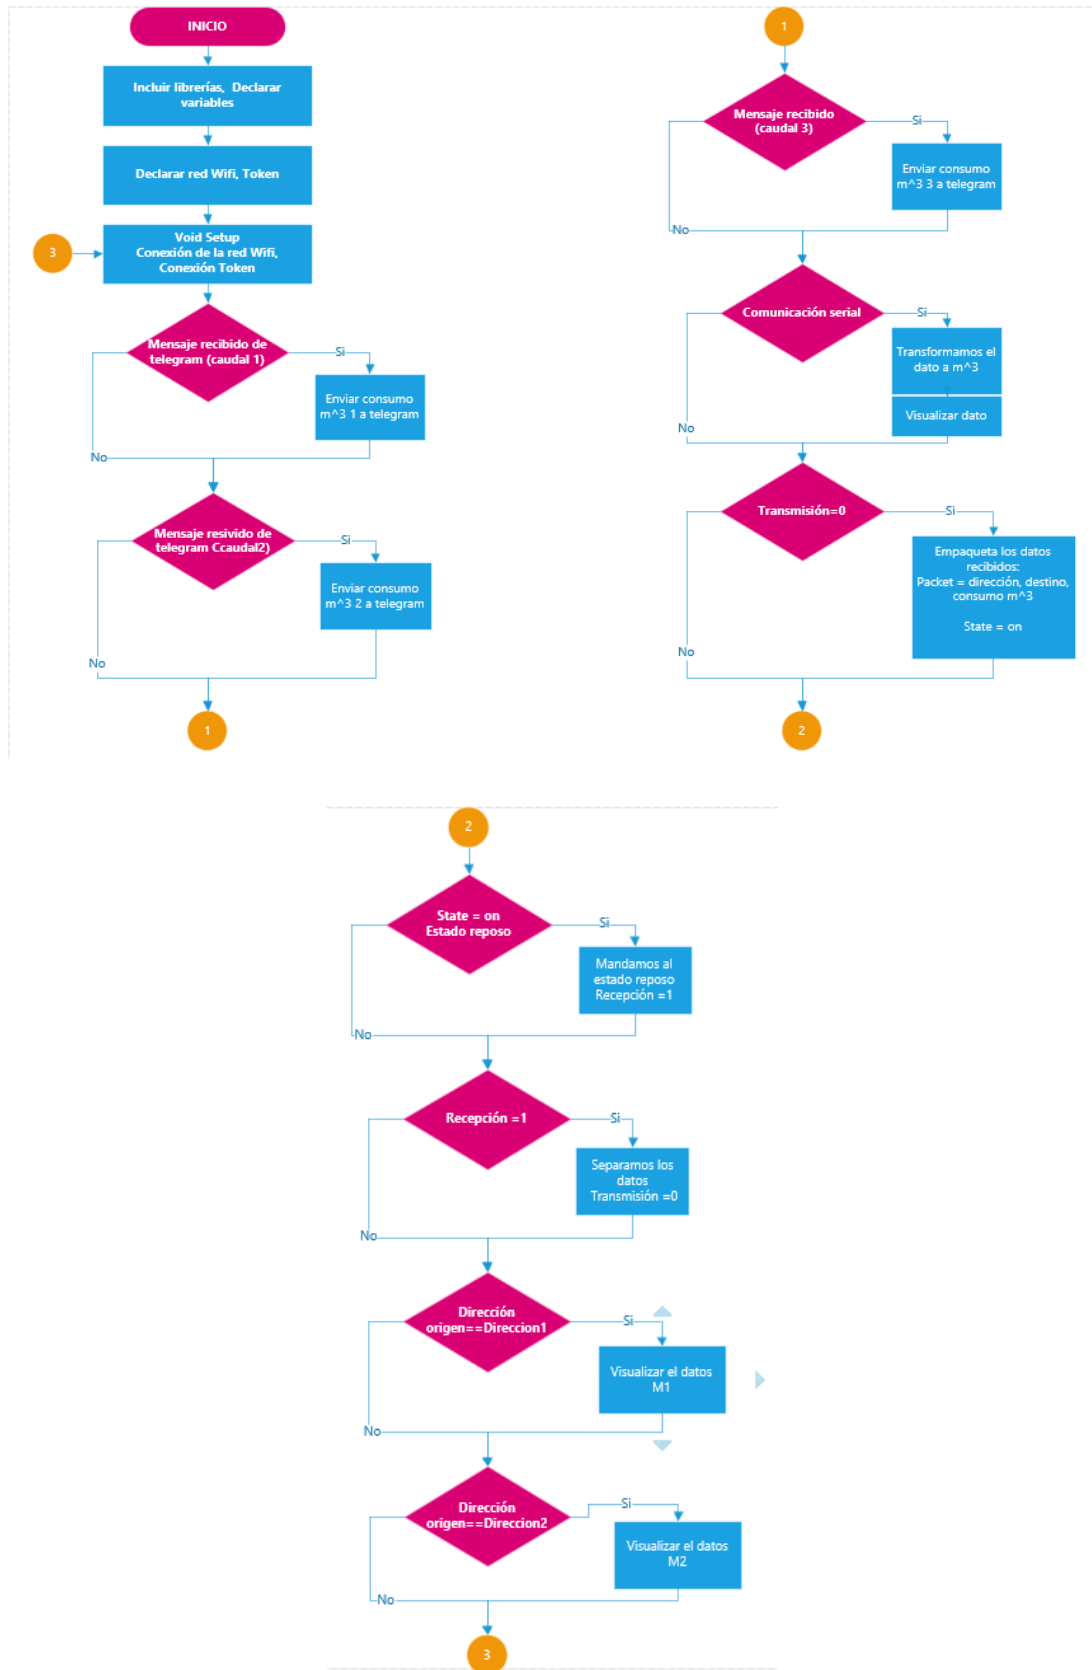 INICIO
Incluir librerías, Declarar
variables
Declarar red Wifi, Token
3
Void Setup
Conexión de la red Wifi,
Conexión Token
Mensaje recibido de
telegram (caudal 1)
Si
Enviar consumo
m^3 1 a telegram
No
Mensaje resivido de
telegram Ccaudal2)
Si
Enviar consumo
m^3 2 a telegram
No
1
1
Mensaje recibido
(caudal 3)
Si
Enviar consumo
m^3 3 a telegram
No
Comunicación serial
Si
Transformamos el
dato a m^3
Visualizar dato
No
Transmisión=0
Si
Empaqueta los datos
recibidos:
Packet = dirección, destino,
consumo m^3
State = on
No
2
2
State = on
Estado reposo
Si
Mandamos al
estado reposo
Recepción =1
No
Recepción =1
Si
Separamos los
datos
Transmisión =0
No
Dirección
origen==Direccion1
Si
Visualizar el datos
M1
No
Dirección
origen==Direccion2
Si
Visualizar el datos
M2
No
3